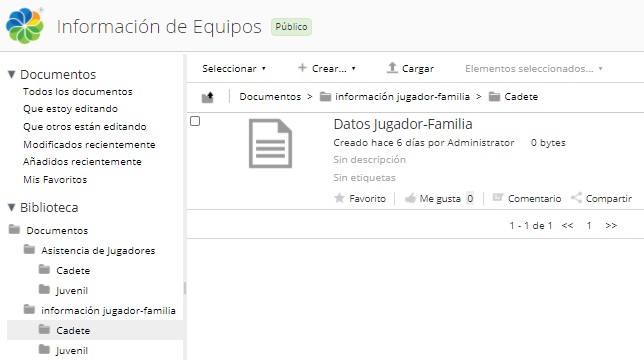 Información de Equipos Público
▼ Documentos
Todos los documentos
Que estoy editando
Que otros están editando
Modificados recientemente
Añadidos recientemente
Mis Favoritos
▼ Biblioteca
Documentos
Asistencia de Jugadores
Cadete
Juvenil
información jugador-familia
Cadete
Juvenil
Seleccionar ▾ + Crear... ▾ Cargar Elementos seleccionados... ▾
Documentos > información jugador-familia > Cadete
Datos Jugador-Familia
Creado hace 6 días por Administrator 0 bytes
Sin descripción
Sin etiquetas
Favorito Me gusta 0 Comentario Compartir
1 - 1 de 1 << 1 >>